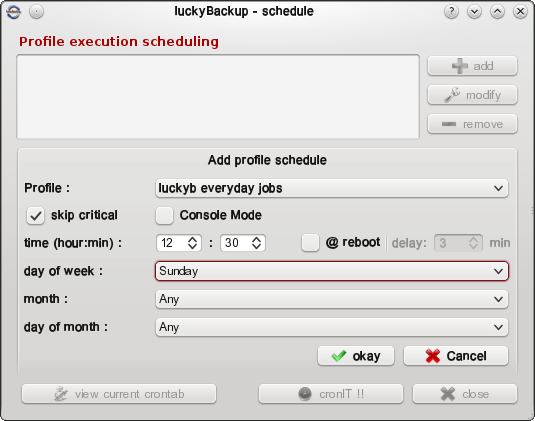 luckyBackup - schedule
Profile execution scheduling
add
modify
remove
Add profile schedule
Profile : luckyb everyday jobs
skip critical Console Mode
time (hour:min) : 12 : 30 @ reboot delay: 3 min
day of week : Sunday
month : Any
day of month : Any
okay Cancel
view current crontab cronIT !! close